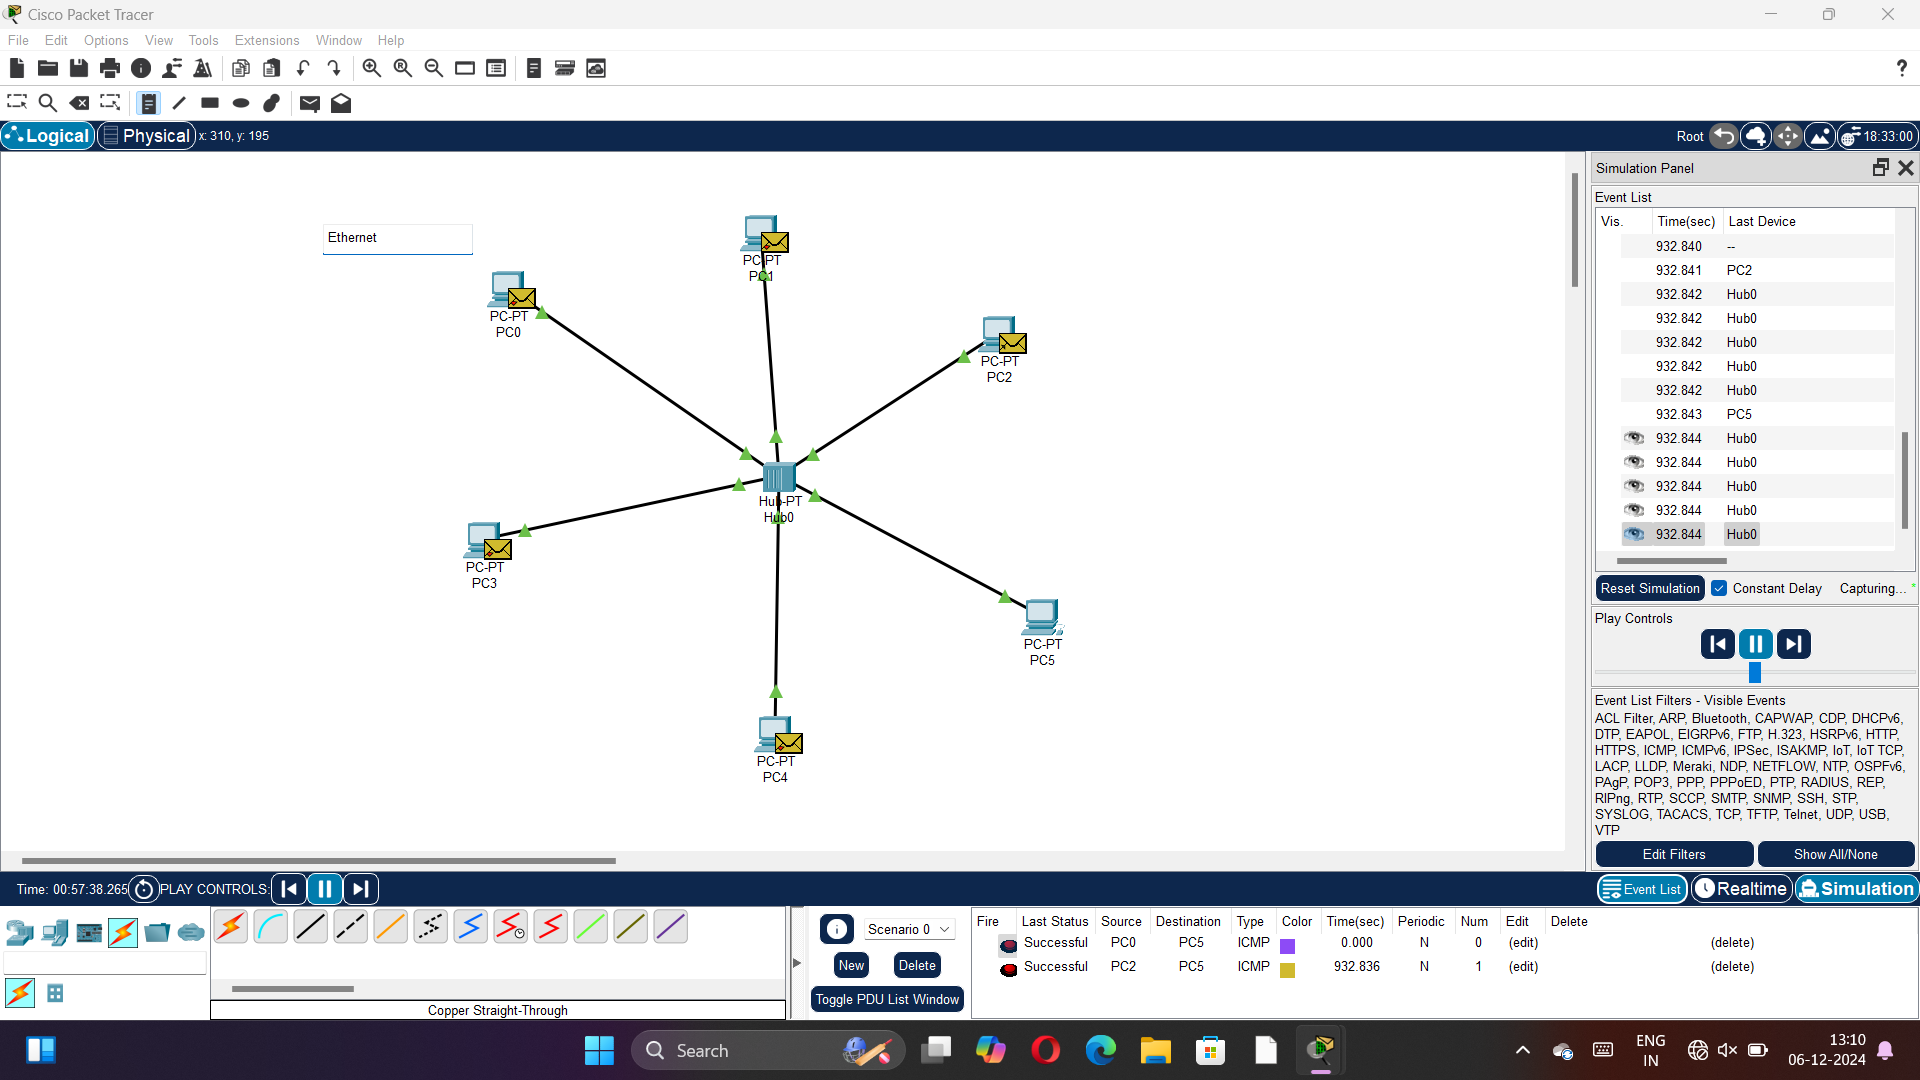 Cisco Packet Tracer
File Edit Options View Tools Extensions Window Help
?
Logical Physical x: 310, y: 195 Root 18:33:00
Simulation Panel
Event List
Vis. Time(sec) Last Device
932.840 --
932.841 PC2
932.842 Hub0
932.842 Hub0
932.842 Hub0
932.842 Hub0
932.842 Hub0
932.843 PC5
932.844 Hub0
932.844 Hub0
932.844 Hub0
932.844 Hub0
932.844 Hub0
Reset Simulation Constant Delay Capturing...
Play Controls
Event List Filters - Visible Events
ACL Filter, ARP, Bluetooth, CAPWAP, CDP, DHCPv6,
DTP, EAPOL, EIGRPv6, FTP, H.323, HSRPv6, HTTP,
HTTPS, ICMP, ICMPv6, IPSec, ISAKMP, IoT, IoT TCP,
LACP, LLDP, Meraki, NDP, NETFLOW, NTP, OSPFv6,
PAgP, POP3, PPP, PPPoED, PTP, RADIUS, REP,
RIPng, RTP, SCCP, SMTP, SNMP, SSH, STP,
SYSLOG, TACACS, TCP, TFTP, Telnet, UDP, USB,
VTP
Edit Filters Show All/None
Ethernet
PC-PT
PC1
PC-PT
PC0
PC-PT
PC2
Hub-PT
Hub0
PC-PT
PC3
PC-PT
PC5
PC-PT
PC4
Time: 00:57:38.265 PLAY CONTROLS: Event List Realtime Simulation
Scenario 0
New Delete
Toggle PDU List Window
Fire Last Status Source Destination Type Color Time(sec) Periodic Num Edit Delete
Successful PC0 PC5 ICMP 0.000 N 0 (edit) (delete)
Successful PC2 PC5 ICMP 932.836 N 1 (edit) (delete)
Copper Straight-Through
Search
ENG
IN
13:10
06-12-2024